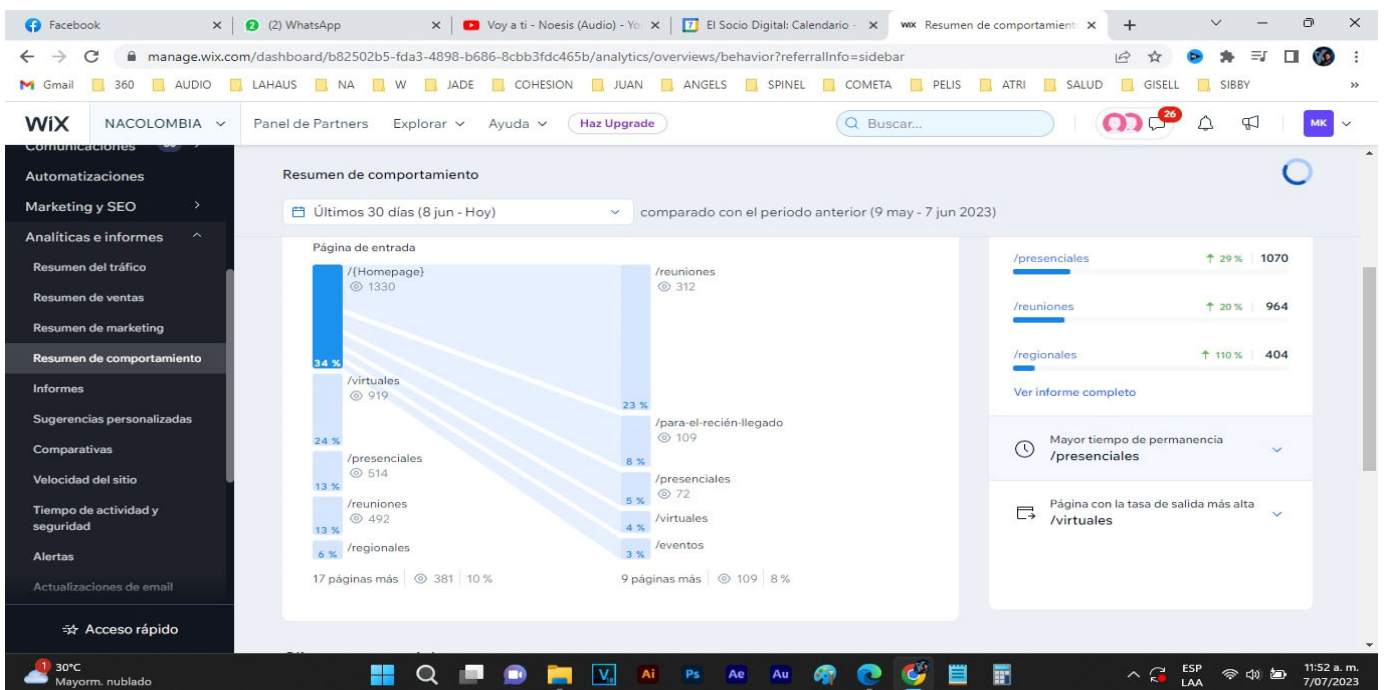 Facebook
(2) WhatsApp
Voy a ti - Noesis (Audio) - Yo
El Socio Digital: Calendario -
Resumen de comportamient
manage.wix.com/dashboard/b82502b5-fda3-4898-b686-8cbb3fdc465b/analytics/overviews/behavior?referralInfo=sidebar
Gmail 360 AUDIO LAHAUS NA W JADE COHESION JUAN ANGELS SPINEL COMETA PELIS ATRI SALUD GISELL SIBBY »
WiX NACOLOMBIA Panel de Partners Explorar Ayuda Haz Upgrade Buscar... 26 MK
Comunicaciones
Automatizaciones
Marketing y SEO
Analíticas e informes
Resumen del tráfico
Resumen de ventas
Resumen de marketing
Resumen de comportamiento
Informes
Sugerencias personalizadas
Comparativas
Velocidad del sitio
Tiempo de actividad y
seguridad
Alertas
Actualizaciones de email
Acceso rápido
Resumen de comportamiento
Últimos 30 días (8 jun - Hoy) comparado con el periodo anterior (9 may - 7 jun 2023)
Página de entrada
/{Homepage}
1330
34 %
/virtuales
919
24 %
/presenciales
514
13 %
/reuniones
492
13 %
/regionales
6 %
17 páginas más 381 10 %
/reuniones
312
23 %
/para-el-recién-llegado
109
8 %
/presenciales
72
5 %
/virtuales
4 %
/eventos
3 %
9 páginas más 109 8 %
/presenciales 29 % 1070
/reuniones 20 % 964
/regionales 110 % 404
Ver informe completo
Mayor tiempo de permanencia
/presenciales
Página con la tasa de salida más alta
/virtuales
1
30°C
Mayorm. nublado
Ai Ps Ae Au
ESP
LAA
11:52 a. m.
7/07/2023